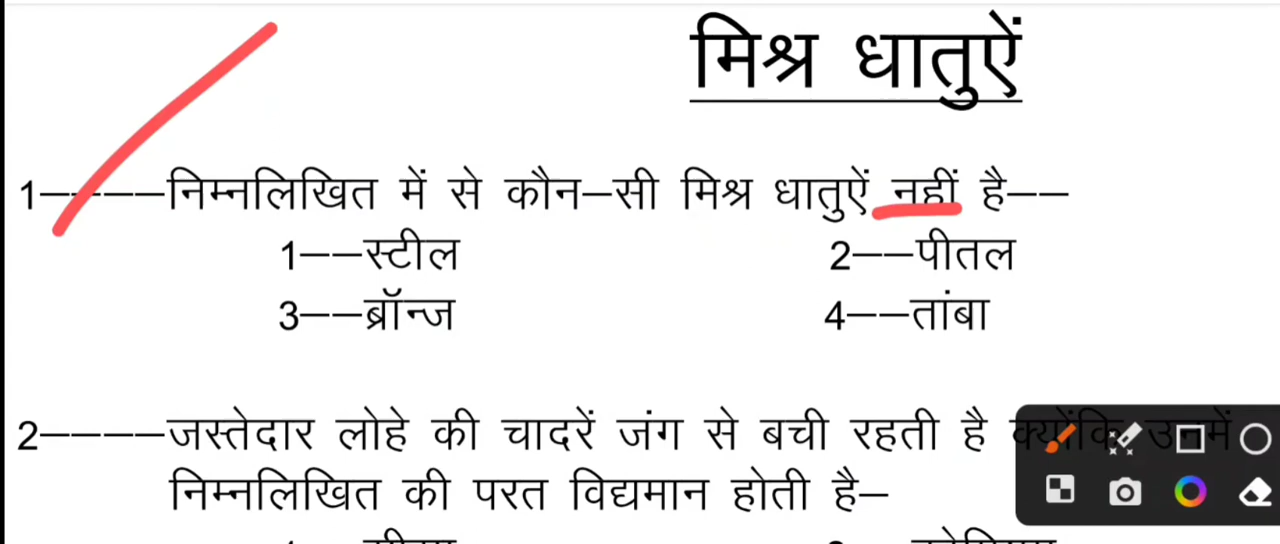 मिश्र धातुऐं
1————निम्नलिखित में से कौन–सी मिश्र धातुऐं नहीं है——
1——स्टील 2——पीतल
3——ब्रॉन्ज 4——तांबा
2————जस्तेदार लोहे की चादरें जंग से बची रहती है क्योंकि उनमें
निम्नलिखित की परत विद्यमान होती है–